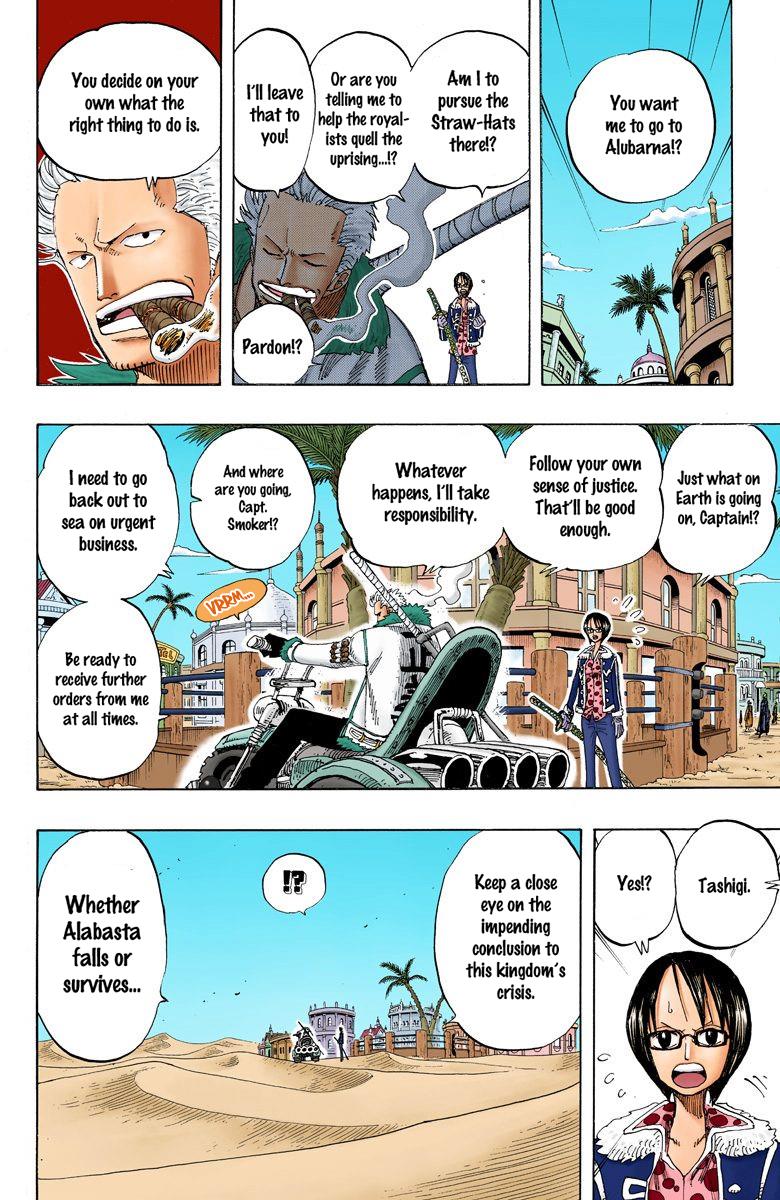 You want
me to go to
Alubarna!?
Am I to
pursue the
Straw-Hats
there!?
Or are you
telling me to
help the royal-
ists quell the
uprising...!?
I'll leave
that to
you!
Pardon!?
You decide on your
own what the
right thing to do is.
Just what on
Earth is going
on, Captain!?
Follow your own
sense of justice.
That'll be good
enough.
Whatever
happens, I'll take
responsibility.
And where
are you going,
Capt.
Smoker!?
VRRM...
I need to go
back out to
sea on urgent
business.
Be ready to
receive further
orders from me
at all times.
Tashigi.
Yes!?
Keep a close
eye on the
impending
conclusion to
this kingdom's
crisis.
!?
Whether
Alabasta
falls or
survives...